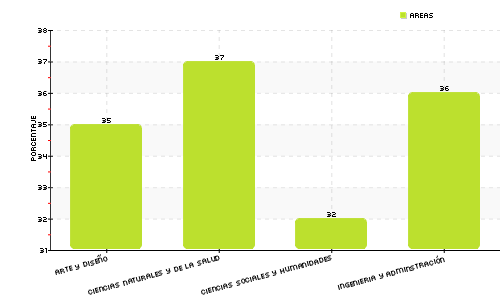 AREAS
38
37
36
35
34
33
32
31
PORCENTAJE
35
37
32
36
ARTE Y DISEÑO
CIENCIAS NATURALES Y DE LA SALUD
CIENCIAS SOCIALES Y HUMANIDADES
INGENIERIA Y ADMINSTRACIÓN